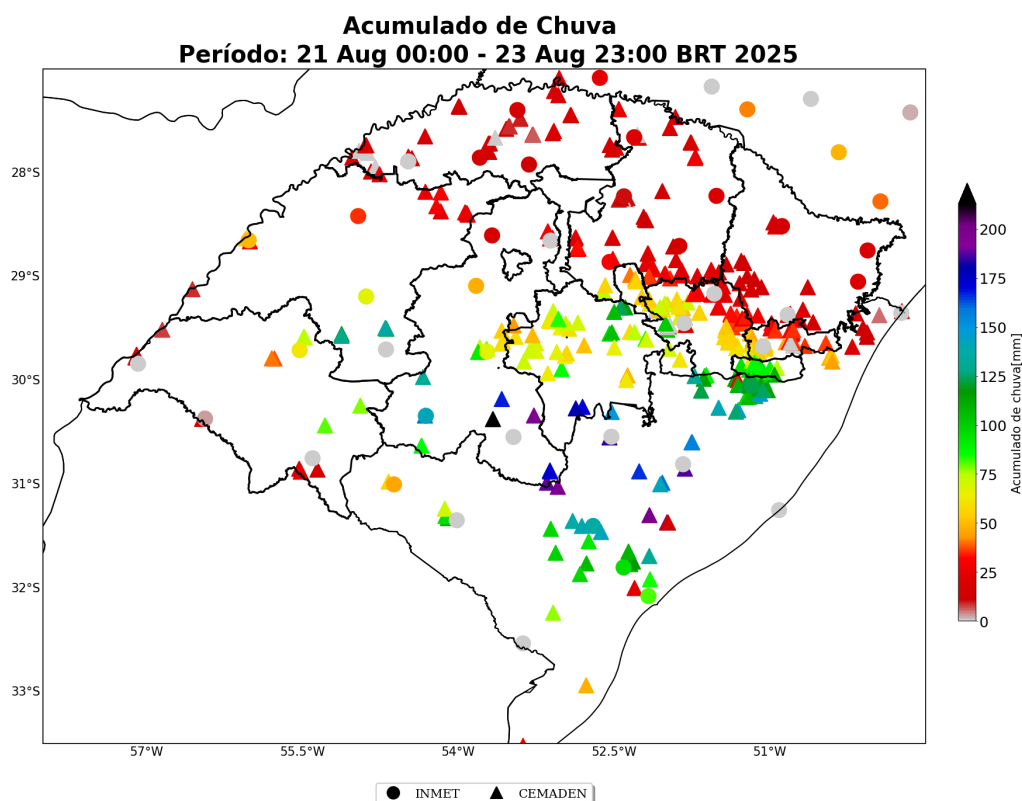 Acumulado de Chuva
Período: 21 Aug 00:00 - 23 Aug 23:00 BRT 2025
28°S
29°S
30°S
31°S
32°S
33°S
57°W
55.5°W
54°W
52.5°W
51°W
200
175
150
125
100
75
50
25
0
Acumulado de chuva[mm]
INMET
CEMADEN